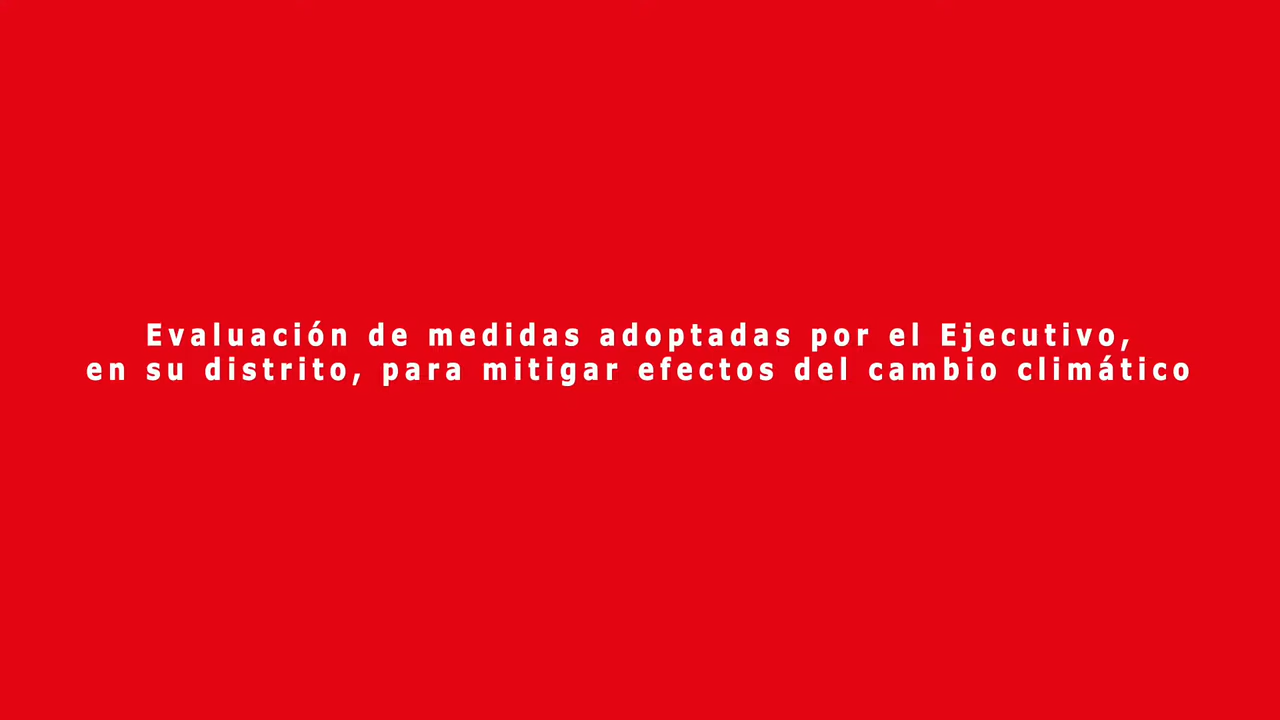 Evaluación de medidas adoptadas por el Ejecutivo,
en su distrito, para mitigar efectos del cambio climático